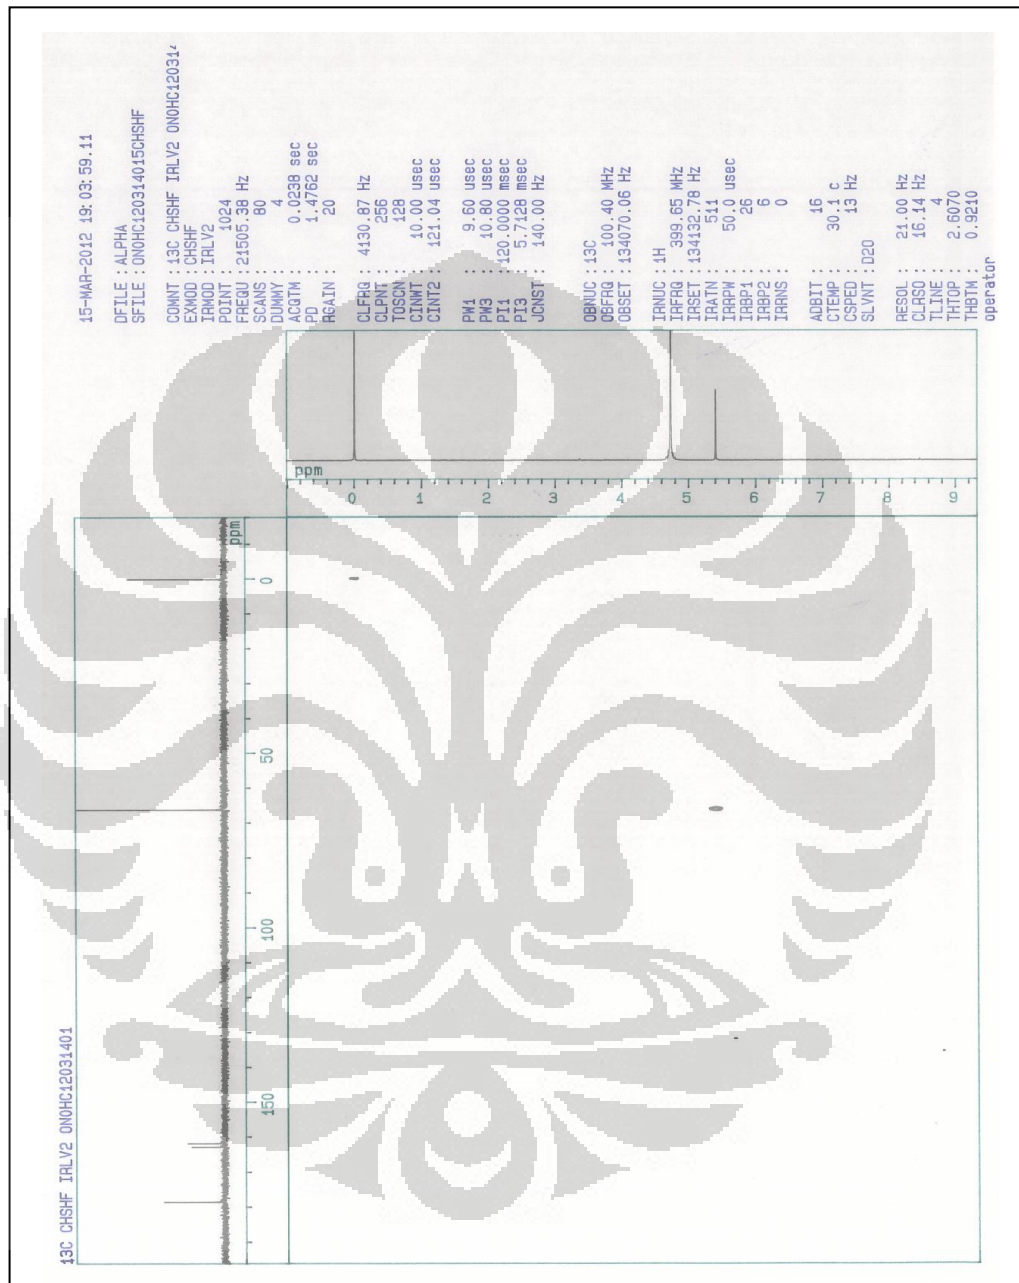 15-MAR-2012 19:03:59.11
DFILE : ALPHA
SFILE : ONOHC120314015CHSHF
COMNT : 13C CHSHF IRLV2 ONOHC12031
EXMOD : CHSHF
IRMOD : IRLV2
POINT : 1024
FREQU : 21505.38 Hz
SCANS : 80
DUMMY : 4
ACQTM : 0.0238 sec
PD : 1.4762 sec
RGAIN : 20
CLFRQ : 4130.87 Hz
CLPNT : 256
TOSCN : 128
CINWT : 10.00 usec
CINT2 : 121.04 usec
PW1 : 9.60 usec
PW3 : 10.80 usec
PI1 : 120.0000 msec
PI3 : 5.7128 msec
JCNST : 140.00 Hz
OBNUC : 13C
OBFRQ : 100.40 MHz
OBSET : 134070.06 Hz
IRNUC : 1H
IRFRQ : 399.65 MHz
IRSET : 134132.78 Hz
IRATN : 511
IRRPW : 50.0 usec
IRBP1 : 26
IRBP2 : 6
IRRNS : 0
ADBIT : 16
CTEMP : 30.1 c
CSPED : 13 Hz
SLVNT : D2O
RESOL : 21.00 Hz
CLRSO : 16.14 Hz
TLINE : 4
THTOP : 2.6070
THBTM : 0.9210
operator
ppm
0 1 2 3 4 5 6 7 8 9
13C CHSHF IRLV2 ONOHC12031401
ppm
0
50
100
150